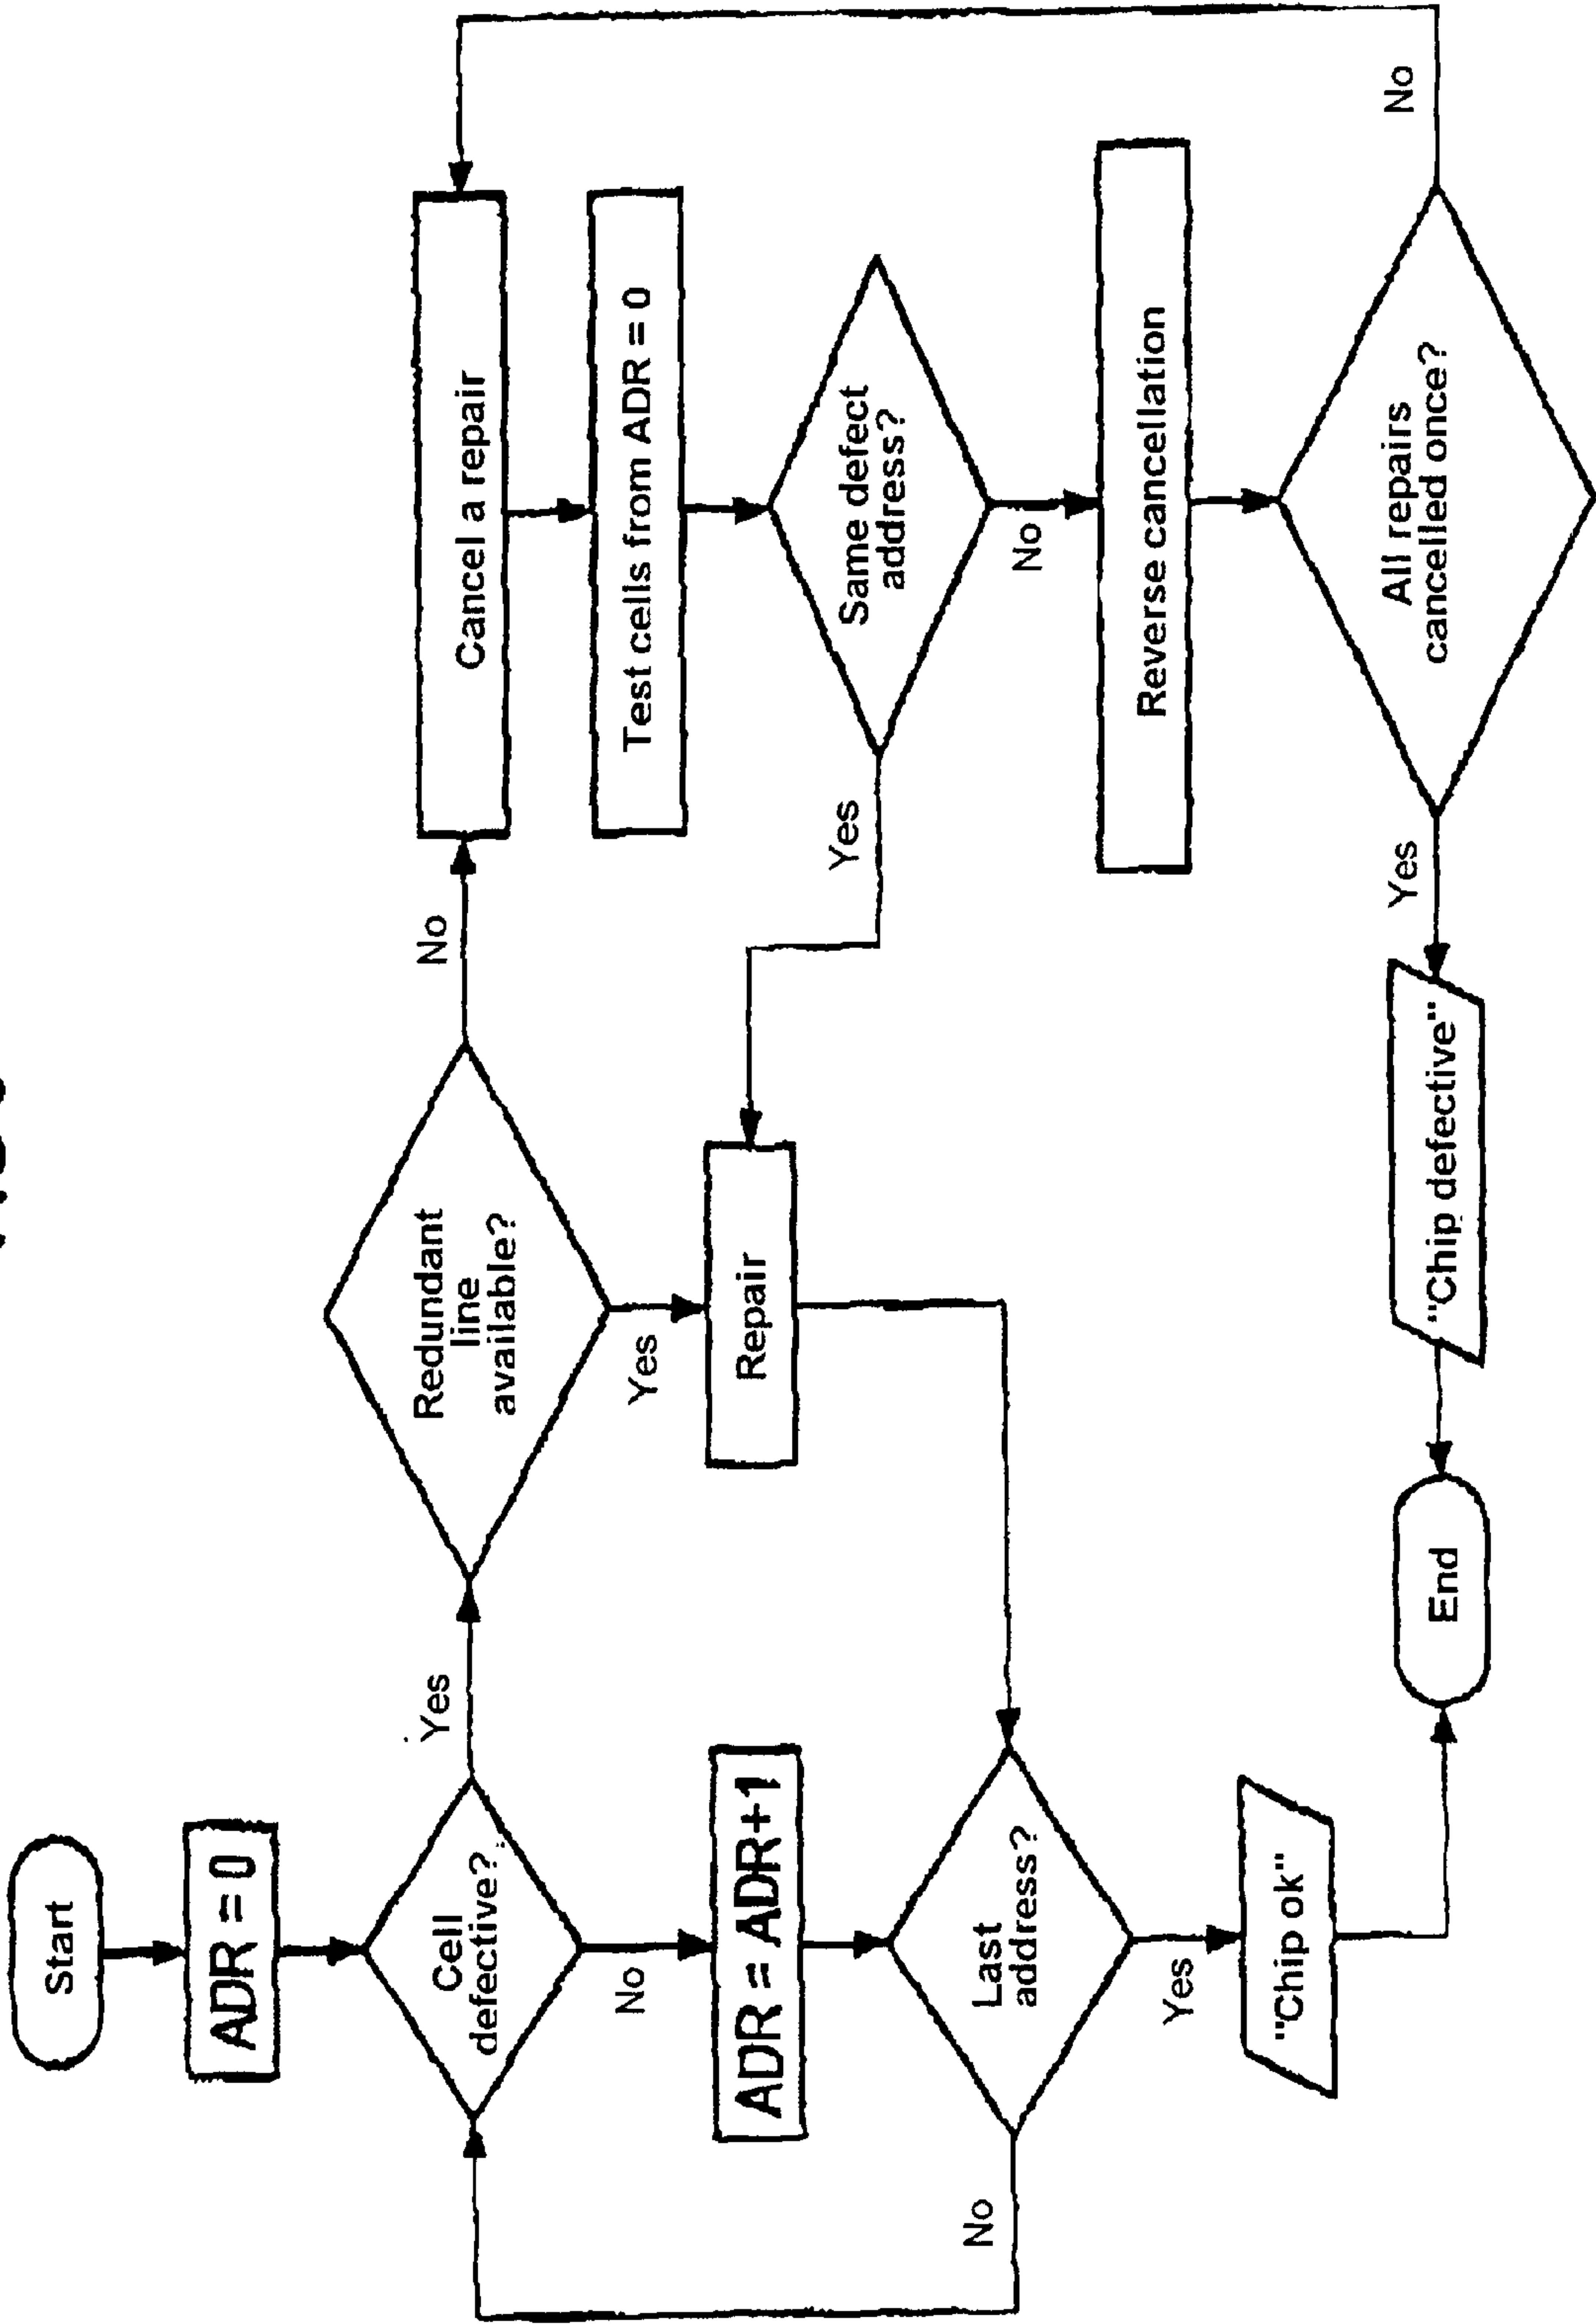 Start
ADR = 0
Cell
defective?
Yes
No
ADR = ADR+1
Last
address?
No
Yes
"Chip ok"
Redundant
line
available?
No
Yes
Repair
Cancel a repair
Test cells from ADR = 0
Same defect
address?
Yes
No
Reverse cancellation
All repairs
cancelled once?
No
Yes
"Chip defective"
End